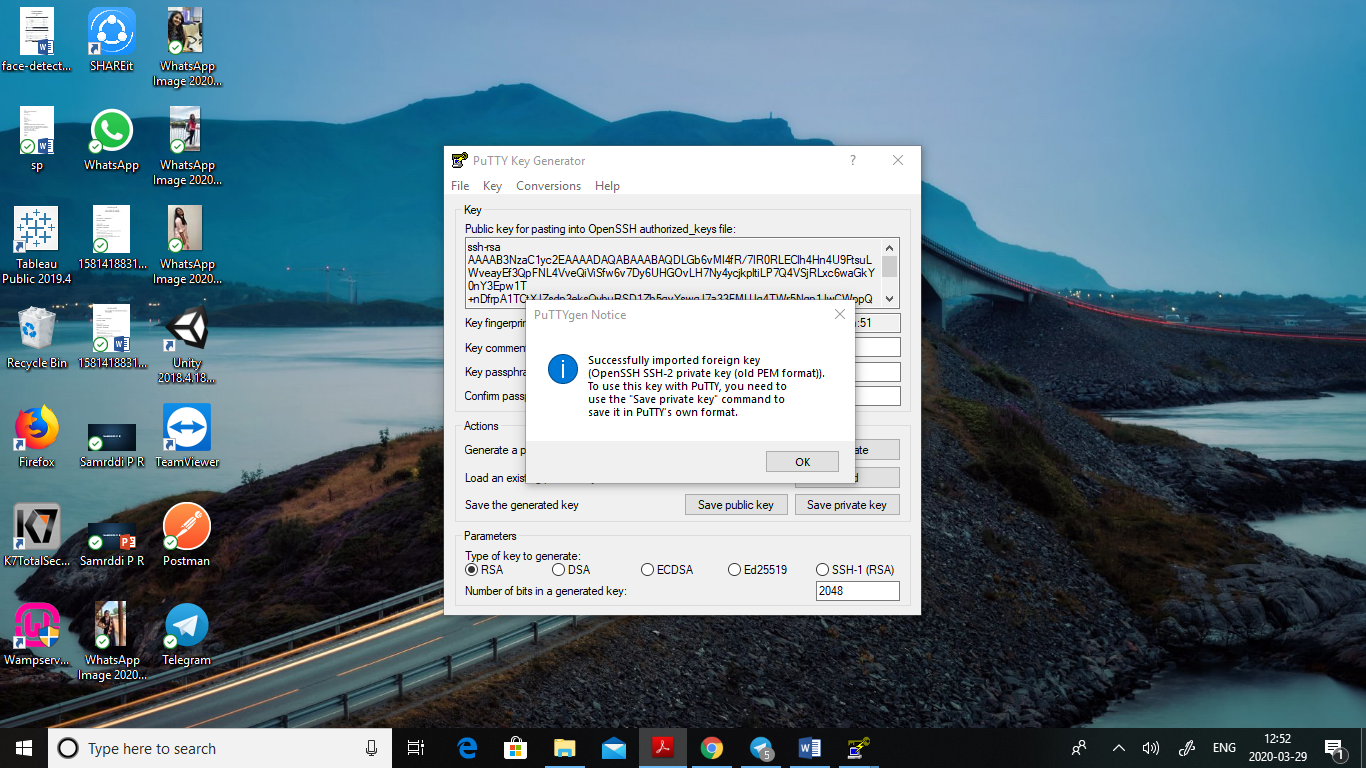 face-detect...
SHAREit
WhatsApp
Image 2020...
sp
WhatsApp
WhatsApp
Image 2020...
Tableau
Public 2019.4
1581418831...
WhatsApp
Image 2020...
Recycle Bin
1581418831...
Unity
2018.4.18...
Firefox
Samrddi P R
TeamViewer
K7TotalSec...
Samrddi P R
Postman
Wampserv...
WhatsApp
Image 2020...
Telegram
PuTTY Key Generator
?
File Key Conversions Help
Key
Public key for pasting into OpenSSH authorized_keys file:
ssh-rsa
Key fingerprin
:51
Key commen
Key passphra
Confirm pass
PuTTYgen Notice
Successfully imported foreign key
(OpenSSH SSH-2 private key (old PEM format)).
To use this key with PuTTY, you need to
use the "Save private key" command to
save it in PuTTY's own format.
OK
Actions
Generate a p
ate
Load an exis
d
Save the generated key
Save public key
Save private key
Parameters
Type of key to generate:
RSA
DSA
ECDSA
Ed25519
SSH-1 (RSA)
Number of bits in a generated key:
2048
Type here to search
5
ENG
12:52
2020-03-29
1